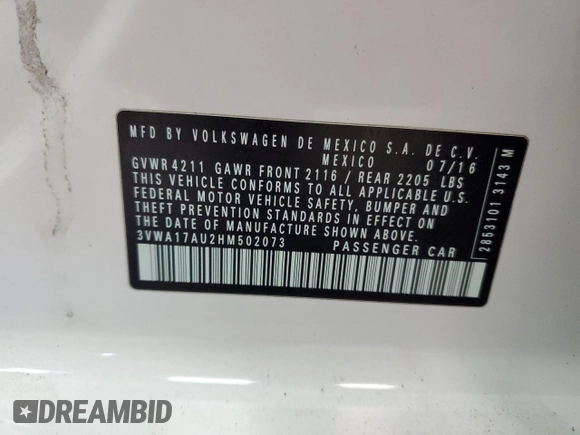 MFD BY VOLKSWAGEN DE MEXICO S.A. DE C.V.
MEXICO 07/16
GVWR 4211 GAWR FRONT 2116 / REAR 2205 LBS
THIS VEHICLE CONFORMS TO ALL APPLICABLE U.S.
FEDERAL MOTOR VEHICLE SAFETY, BUMPER AND
THEFT PREVENTION STANDARDS IN EFFECT ON
THE DATE OF MANUFACTURE SHOWN ABOVE.
3VWA17AU2HM502073 PASSENGER CAR
2853101 3143 M
DREAMBID